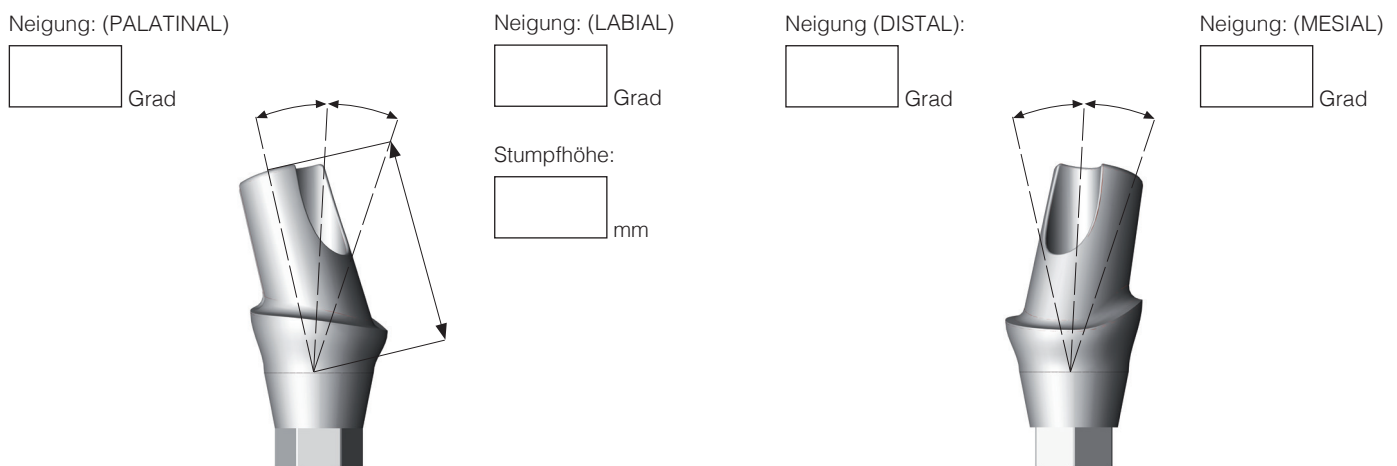 Neigung: (PALATINAL)
Grad
Neigung: (LABIAL)
Grad
Stumpfhöhe:
mm
Neigung (DISTAL):
Grad
Neigung: (MESIAL)
Grad